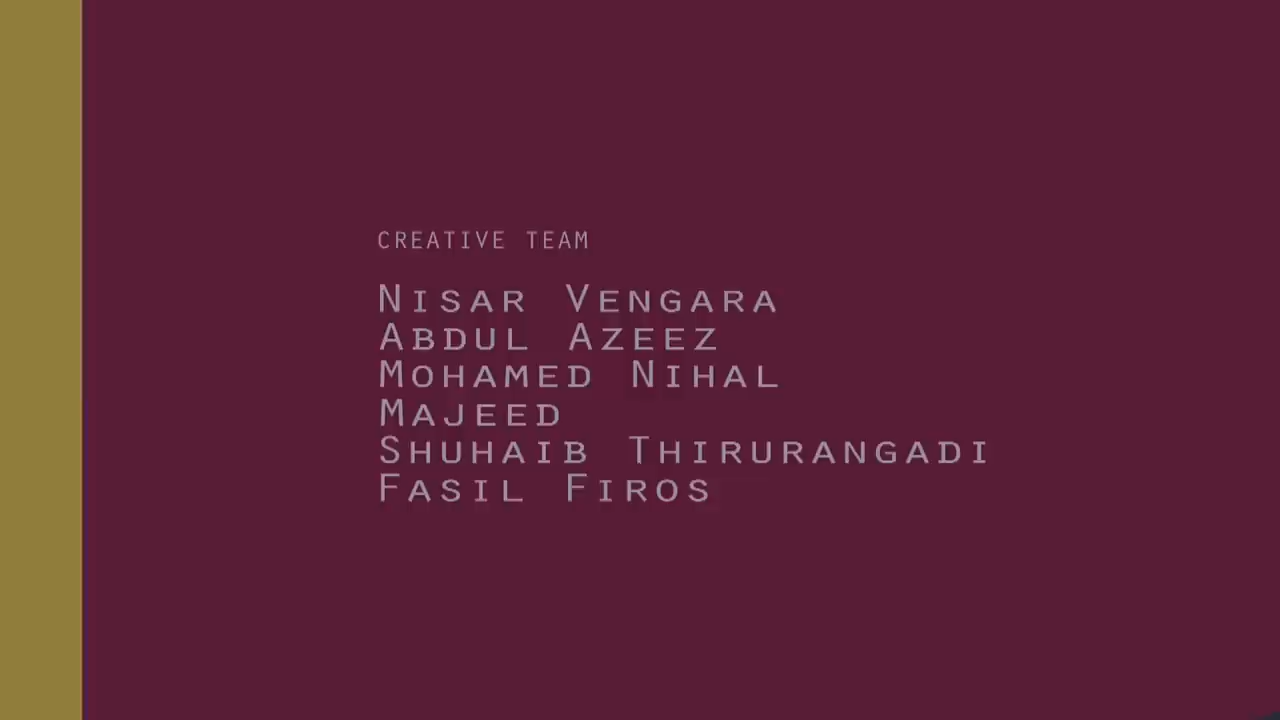 CREATIVE TEAM
NISAR VENGARA
ABDUL AZEEZ
MOHAMED NIHAL
MAJEED
SHUHAIB THIRURANGADI
FASIL FIROS